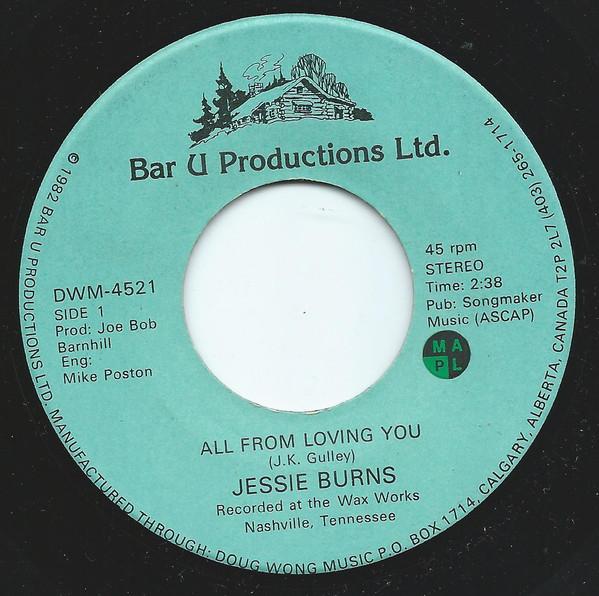 Bar U Productions Ltd.
DWM-4521
SIDE 1
Prod: Joe Bob
Barnhill
Eng:
Mike Poston
45 rpm
STEREO
Time: 2:38
Pub: Songmaker
Music (ASCAP)
M A
P L
ALL FROM LOVING YOU
(J.K. Gulley)
JESSIE BURNS
Recorded at the Wax Works
Nashville, Tennessee
© 1982 BAR U PRODUCTIONS LTD. MANUFACTURED THROUGH: DOUG WONG MUSIC P.O. BOX 1714, CALGARY, ALBERTA, CANADA T2P 2L7 (403) 265-1714